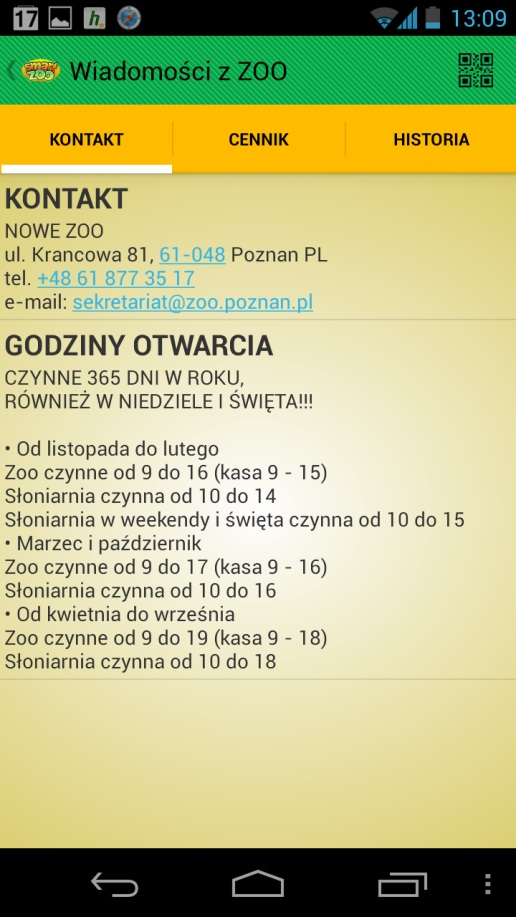 17 h 13:09
smart ZOO Wiadomości z ZOO
KONTAKT CENNIK HISTORIA
KONTAKT
NOWE ZOO
ul. Krancowa 81, 61-048 Poznan PL
tel. +48 61 877 35 17
e-mail: sekretariat@zoo.poznan.pl
GODZINY OTWARCIA
CZYNNE 365 DNI W ROKU,
RÓWNIEŻ W NIEDZIELE I ŚWIĘTA!!!
• Od listopada do lutego
Zoo czynne od 9 do 16 (kasa 9 - 15)
Słoniarnia czynna od 10 do 14
Słoniarnia w weekendy i święta czynna od 10 do 15
• Marzec i październik
Zoo czynne od 9 do 17 (kasa 9 - 16)
Słoniarnia czynna od 10 do 16
• Od kwietnia do września
Zoo czynne od 9 do 19 (kasa 9 - 18)
Słoniarnia czynna od 10 do 18